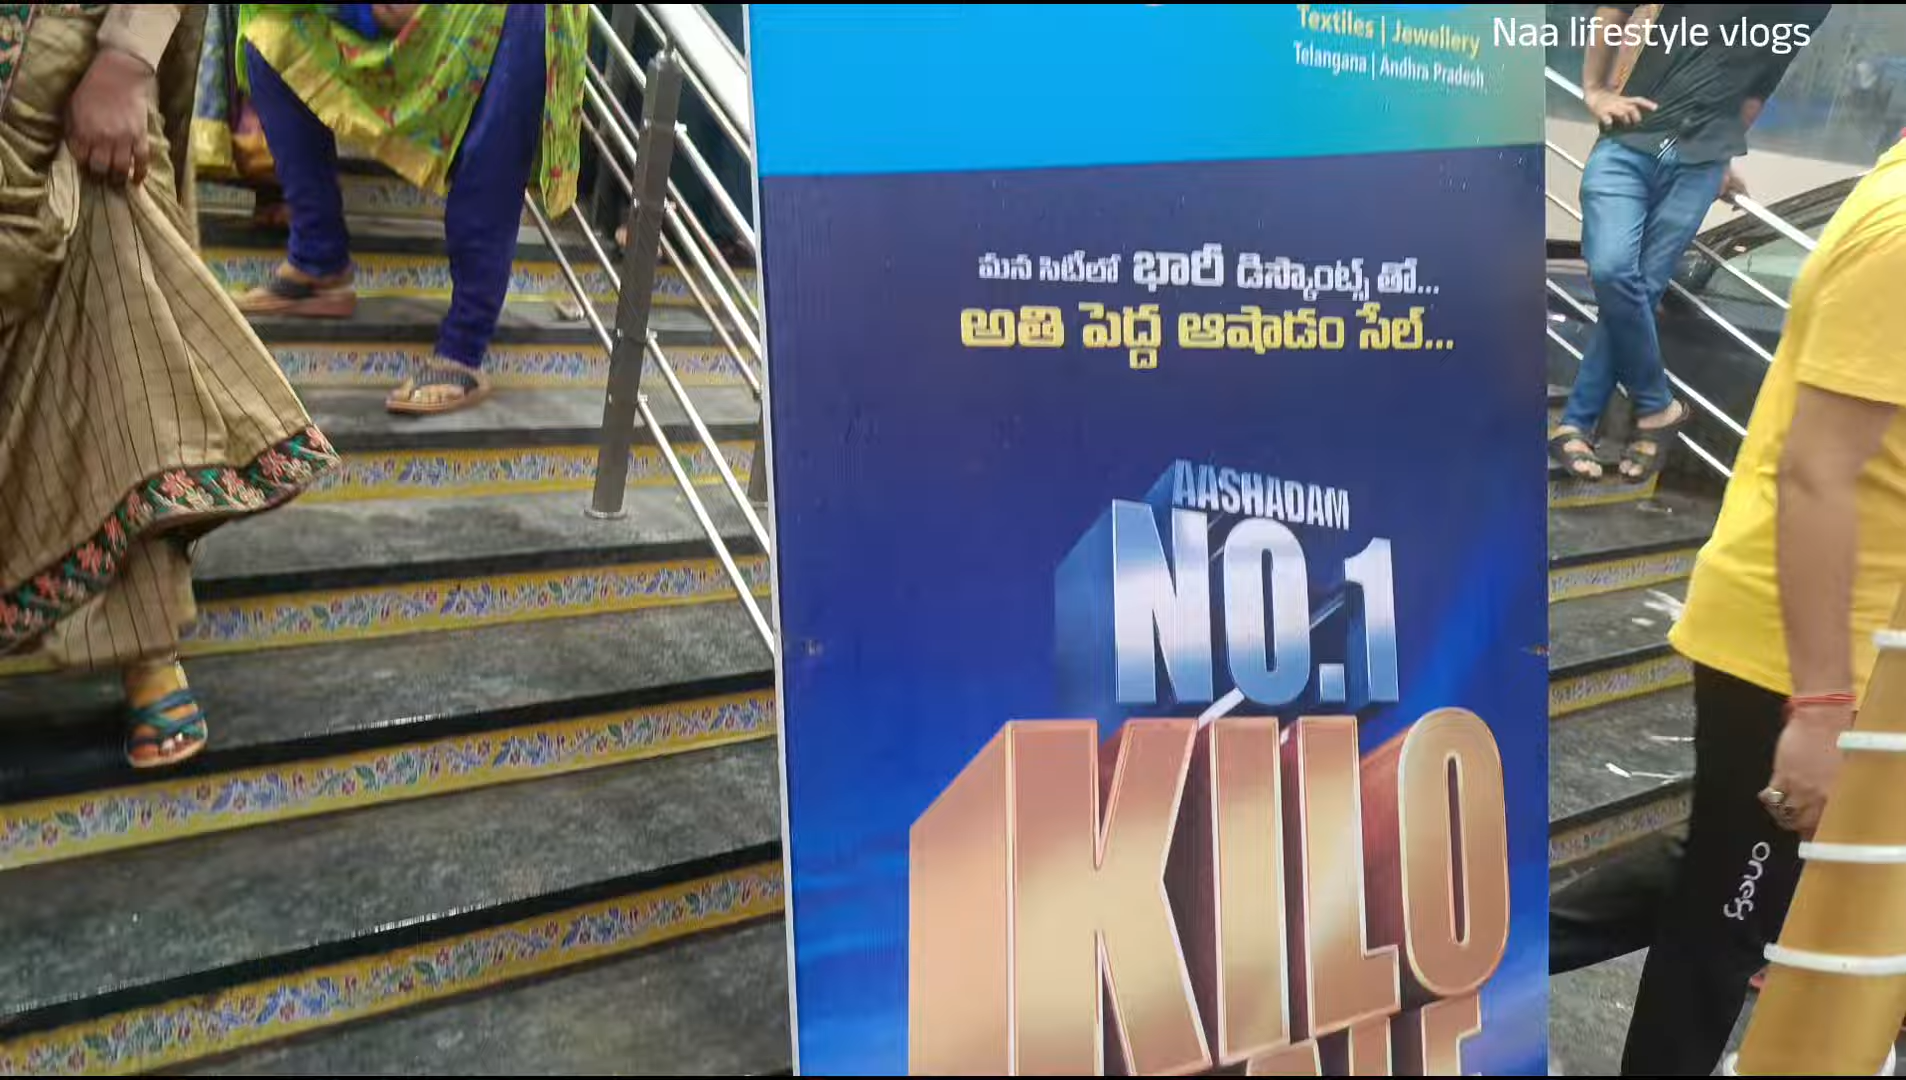 Textiles | Jewellery
Telangana | Andhra Pradesh
Naa lifestyle vlogs
మన సిటీలో భారీ డిస్కౌంట్స్ తో...
అతి పెద్ద ఆషాడం సేల్...
AASHADAM
NO.1
KILO